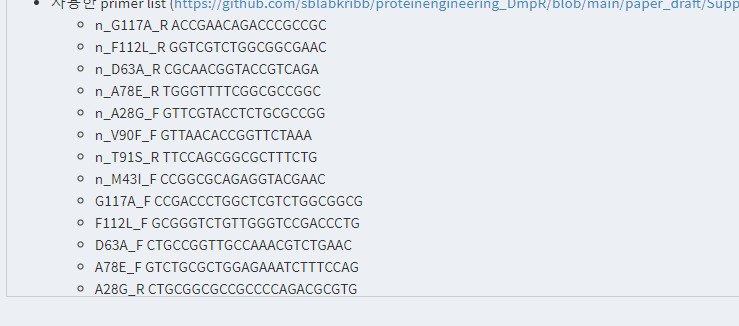 사용한 primer list (https://github.com/sblabkribb/proteinengineering_DmpR/blob/main/paper_draft/Supp
n_G117A_R ACCGAACAGACCCGCCGC
n_F112L_R GGTCGTCTGGCGGCGAAC
n_D63A_R CGCAACGGTACCGTCAGA
n_A78E_R TGGGTTTTCGGCGCCGGC
n_A28G_F GTTCGTACCTCTGCGCCGG
n_V90F_F GTTAACACCGGTTCTAAA
n_T91S_R TTCCAGCGGCGCTTTCTG
n_M43I_F CCGGCGCAGAGGTACGAAC
G117A_F CCGACCCTGGCTCGTCTGGCGGCG
F112L_F GCGGGTCTGTTGGGTCCGACCCTG
D63A_F CTGCCGGTTGCCAAACGTCTGAAC
A78E_F GTCTGCGCTGGAGAAATCTTTCCAG
A28G_R CTGCGGCGCCGCCCCAGACGCGTG